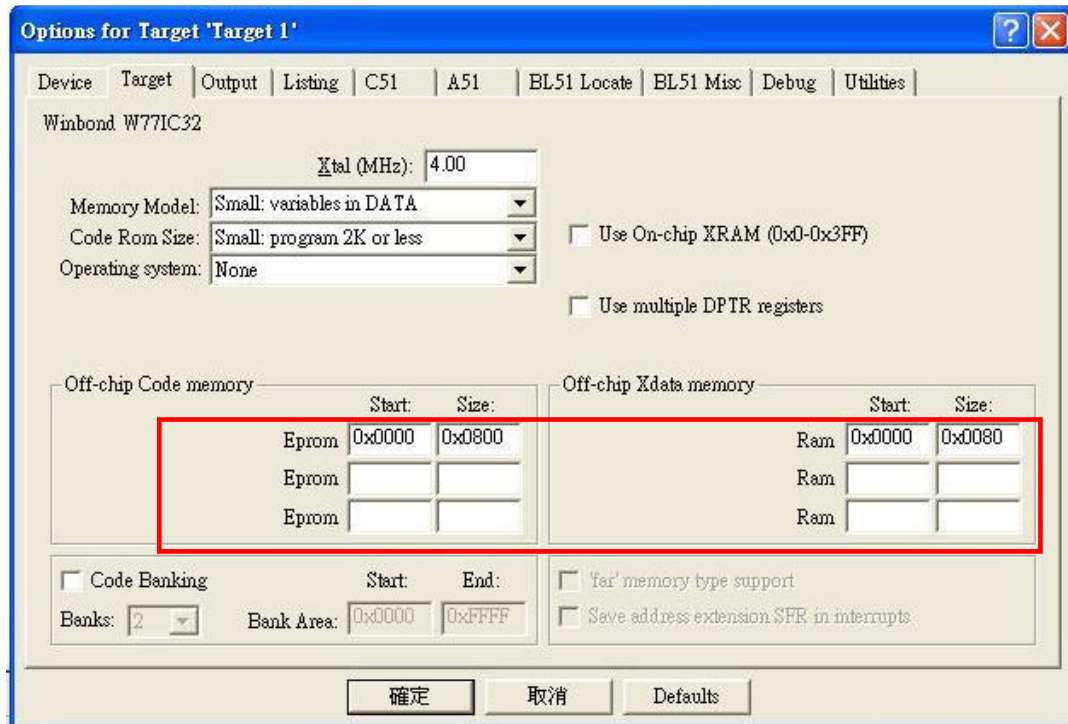 Options for Target 'Target 1'
Device Target Output Listing C51 A51 BL51 Locate BL51 Misc Debug Utilities
Winbond W77IC32
Xtal (MHz): 4.00
Memory Model: Small: variables in DATA
Code Rom Size: Small: program 2K or less
Use On-chip XRAM (0x0-0x3FF)
Operating system: None
Use multiple DPTR registers
Off-chip Code memory
Start: Size:
Eprom 0x0000 0x0800
Eprom
Eprom
Off-chip Xdata memory
Start: Size:
Ram 0x0000 0x0080
Ram
Ram
Code Banking Start: End:
Banks: 2 Bank Area: 0x0000 0xFFFF
'far' memory type support
Save address extension SFR in interrupts
確定 取消 Defaults